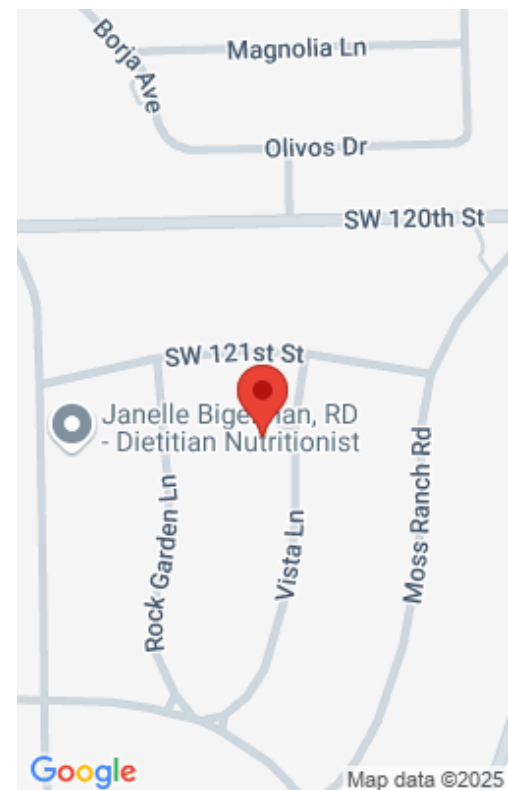 Borja Ave
Magnolia Ln
Olivos Dr
SW 120th St
SW 121st St
Janelle
RD
- Dietitian Nutritionist
Rock Garden Ln
Vista Ln
Moss Ranch Rd
Google
Map data ©2025